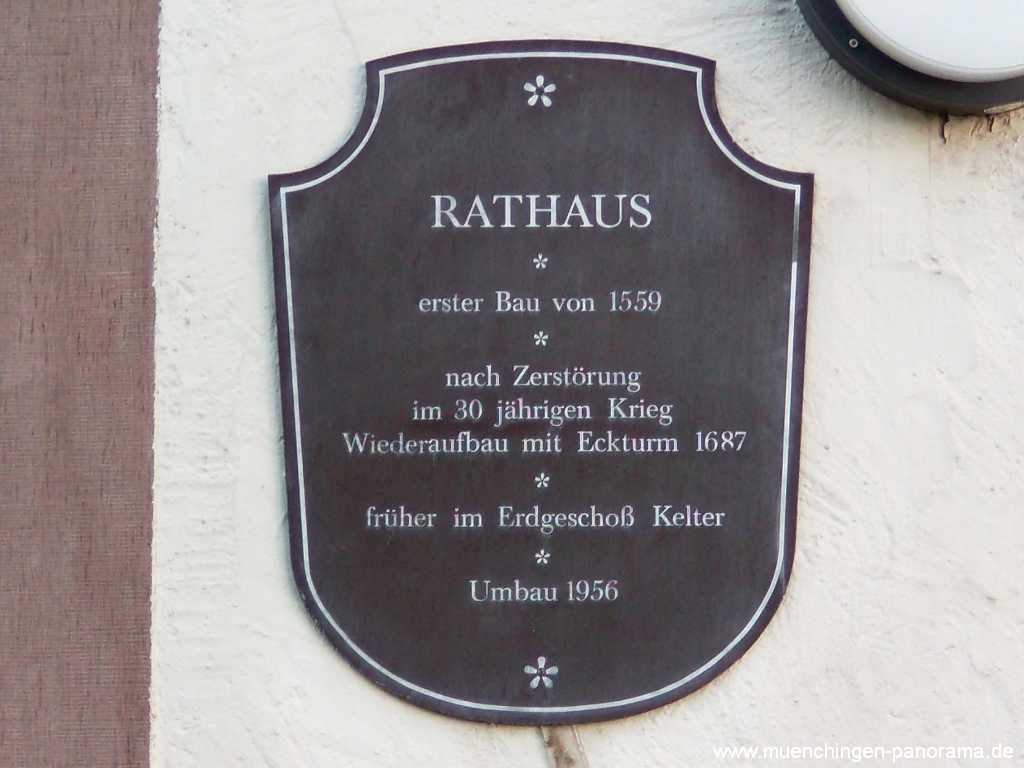 RATHAUS
erster Bau von 1559
nach Zerstörung
im 30 jährigen Krieg
Wiederaufbau mit Eckturm 1687
früher im Erdgeschoß Kelter
Umbau 1956
www.muenchingen-panorama.de